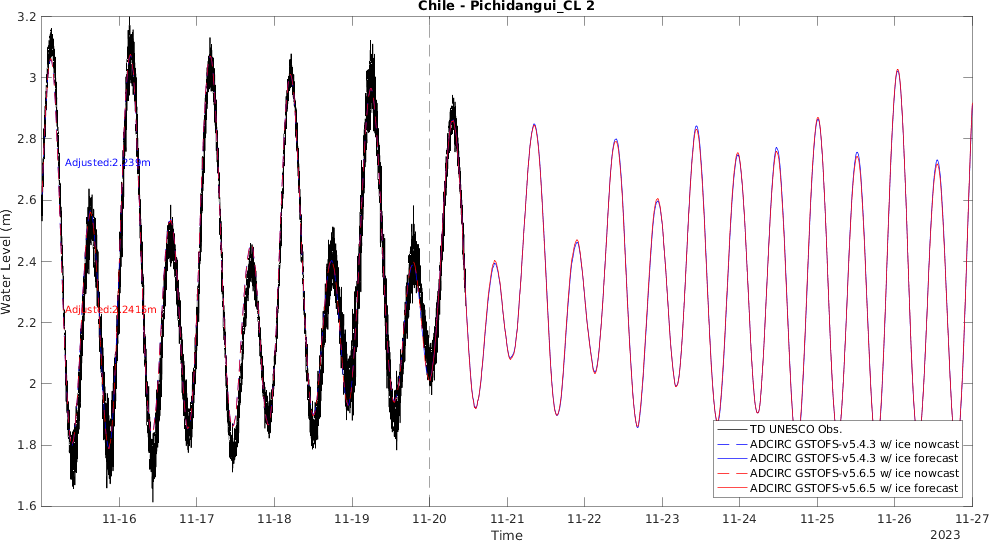 Chile - Pichidangui_CL 2
3.2
3
2.8
2.6
2.4
2.2
2
1.8
1.6
Water Level (m)
Adjusted:2.239m
Adjusted:2.2415m
TD UNESCO Obs.
ADCIRC GSTOFS-v5.4.3 w/ ice nowcast
ADCIRC GSTOFS-v5.4.3 w/ ice forecast
ADCIRC GSTOFS-v5.6.5 w/ ice nowcast
ADCIRC GSTOFS-v5.6.5 w/ ice forecast
11-16 11-17 11-18 11-19 11-20 11-21 11-22 11-23 11-24 11-25 11-26 11-27
Time
2023